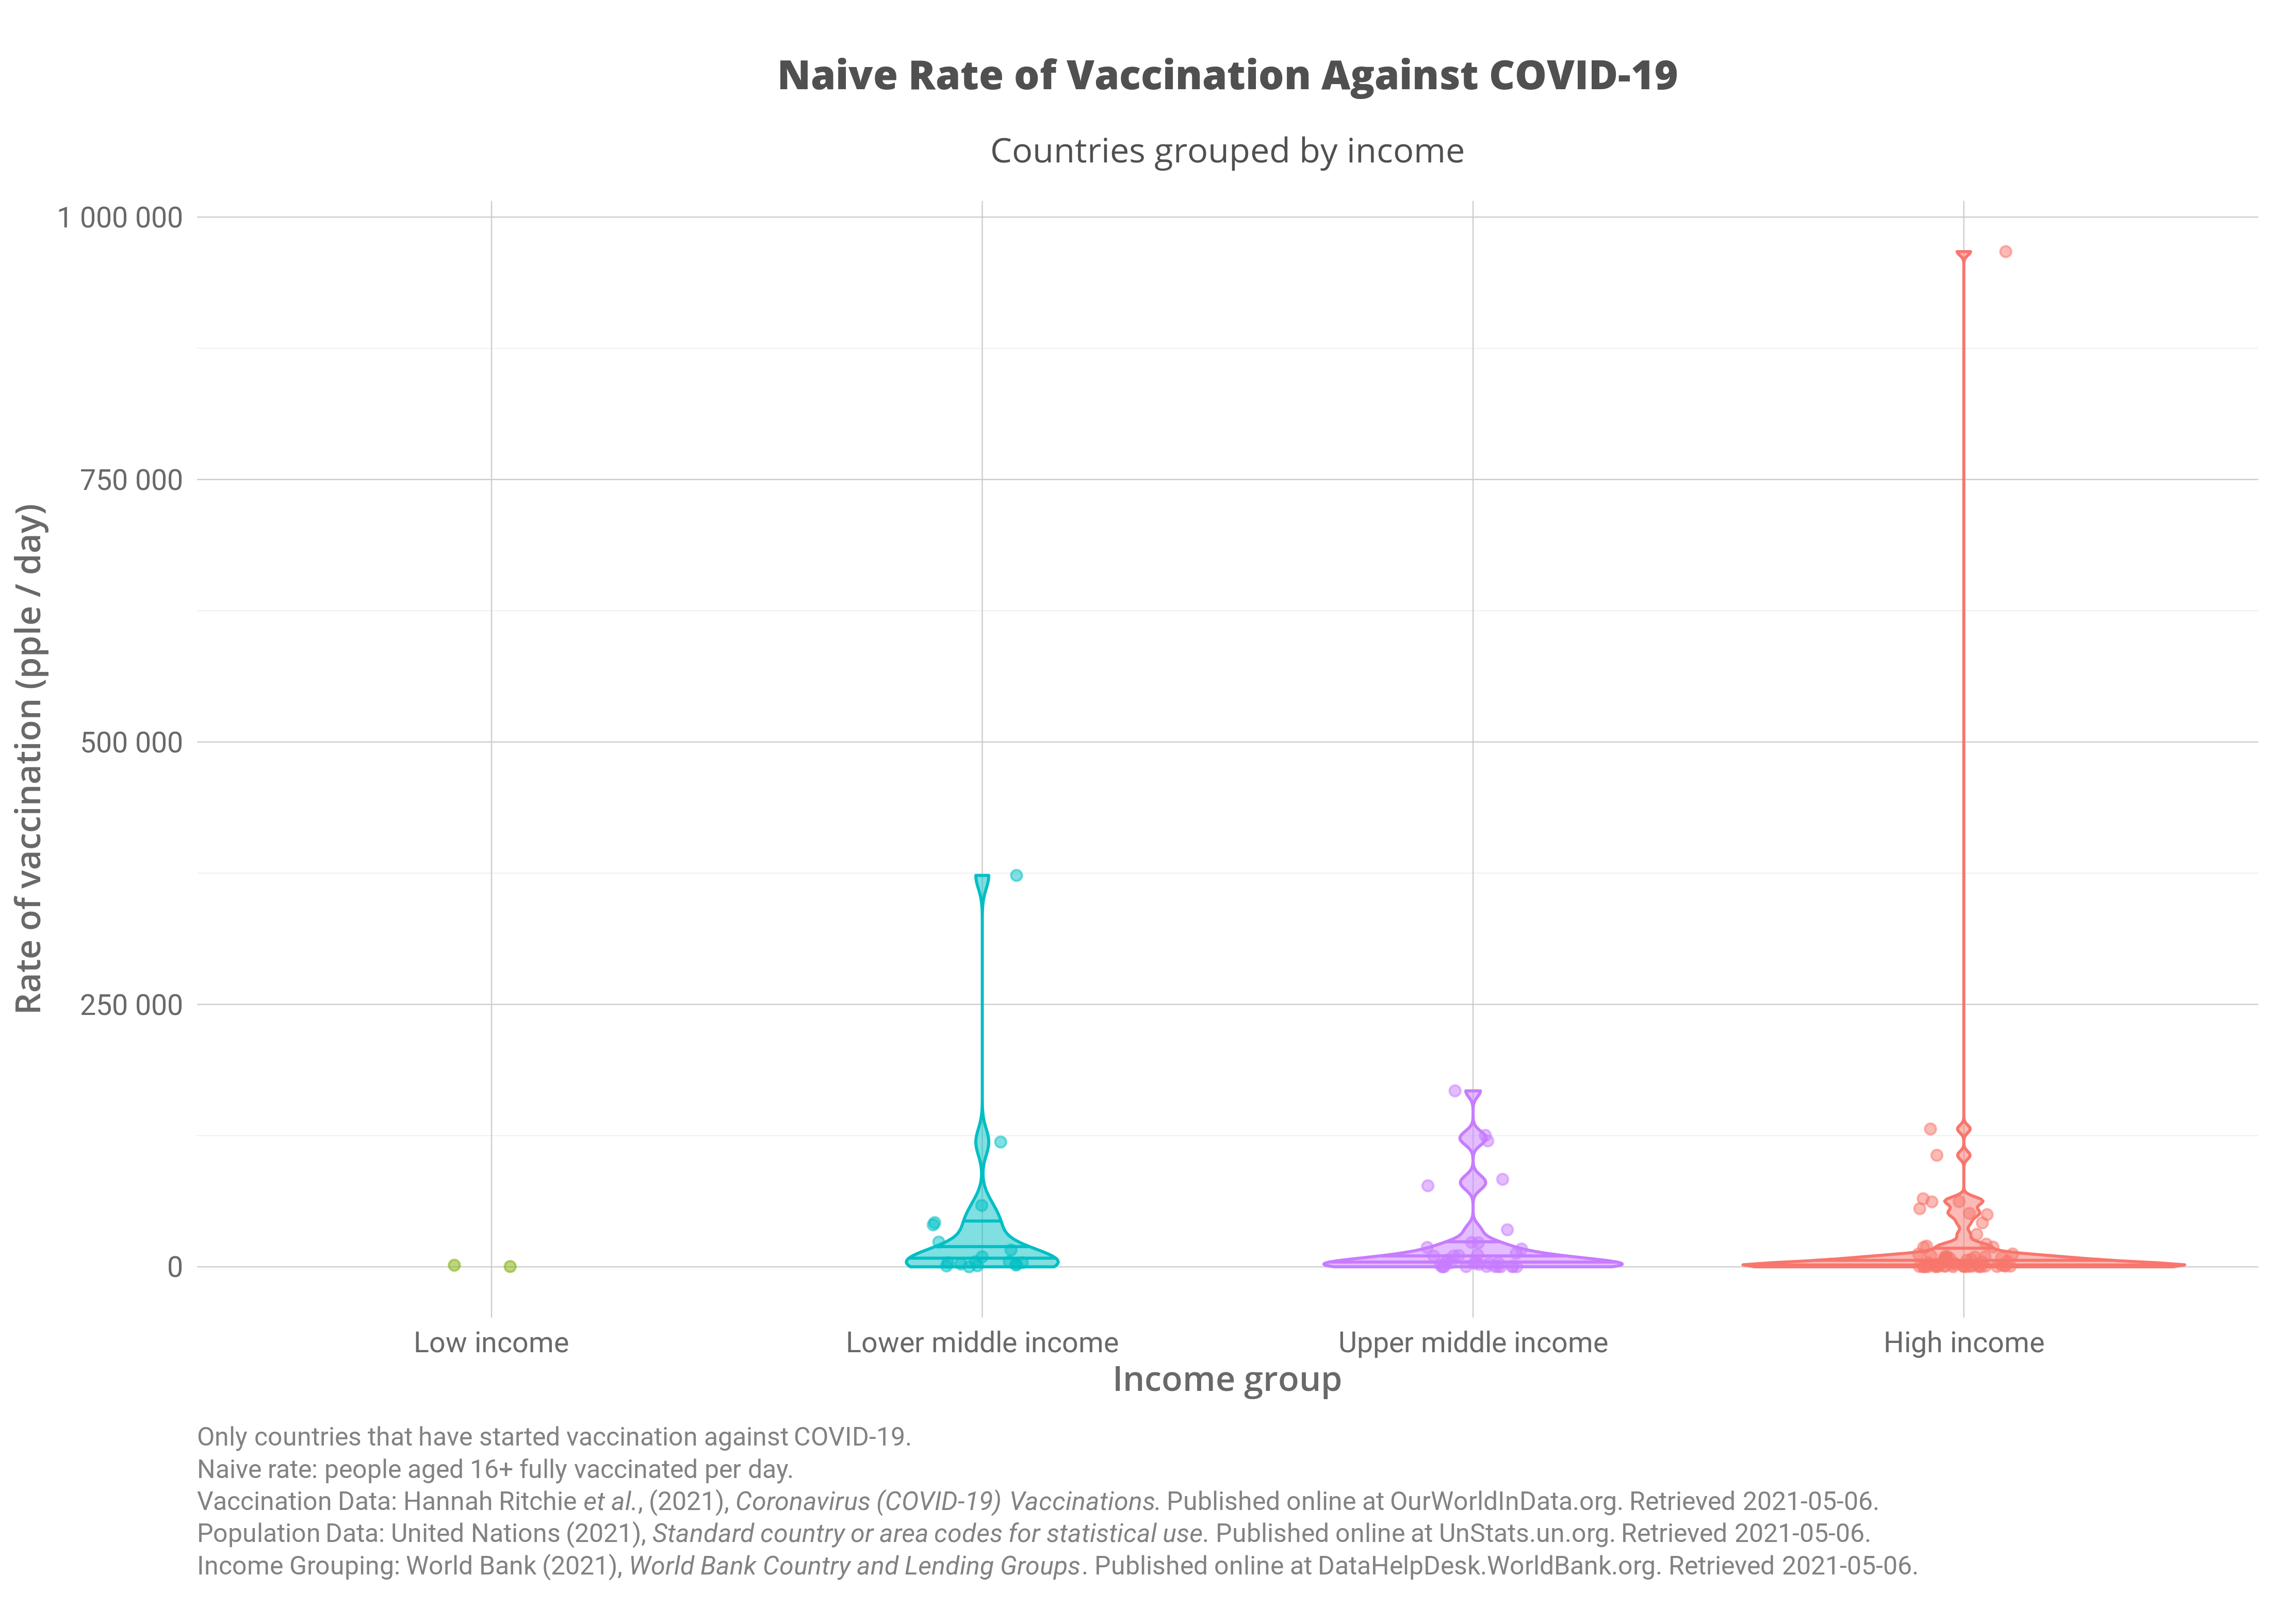 Naive Rate of Vaccination Against COVID-19
Countries grouped by income
1 000 000
750 000
500 000
250 000
0
Rate of vaccination (pple / day)
Low income
Lower middle income
Upper middle income
High income
Income group
Only countries that have started vaccination against COVID-19.
Naive rate: people aged 16+ fully vaccinated per day.
Vaccination Data: Hannah Ritchie et al., (2021), Coronavirus (COVID-19) Vaccinations. Published online at OurWorldInData.org. Retrieved 2021-05-06.
Population Data: United Nations (2021), Standard country or area codes for statistical use. Published online at UnStats.un.org. Retrieved 2021-05-06.
Income Grouping: World Bank (2021), World Bank Country and Lending Groups. Published online at DataHelpDesk.WorldBank.org. Retrieved 2021-05-06.